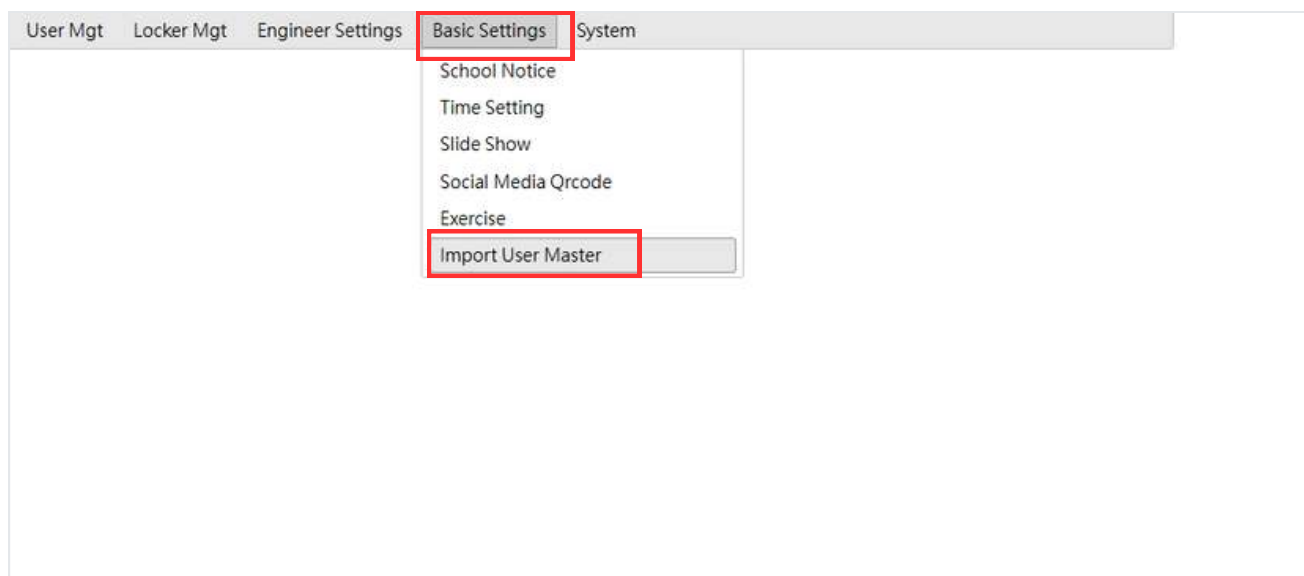 User Mgt Locker Mgt Engineer Settings Basic Settings System
School Notice
Time Setting
Slide Show
Social Media Qrcode
Exercise
Import User Master